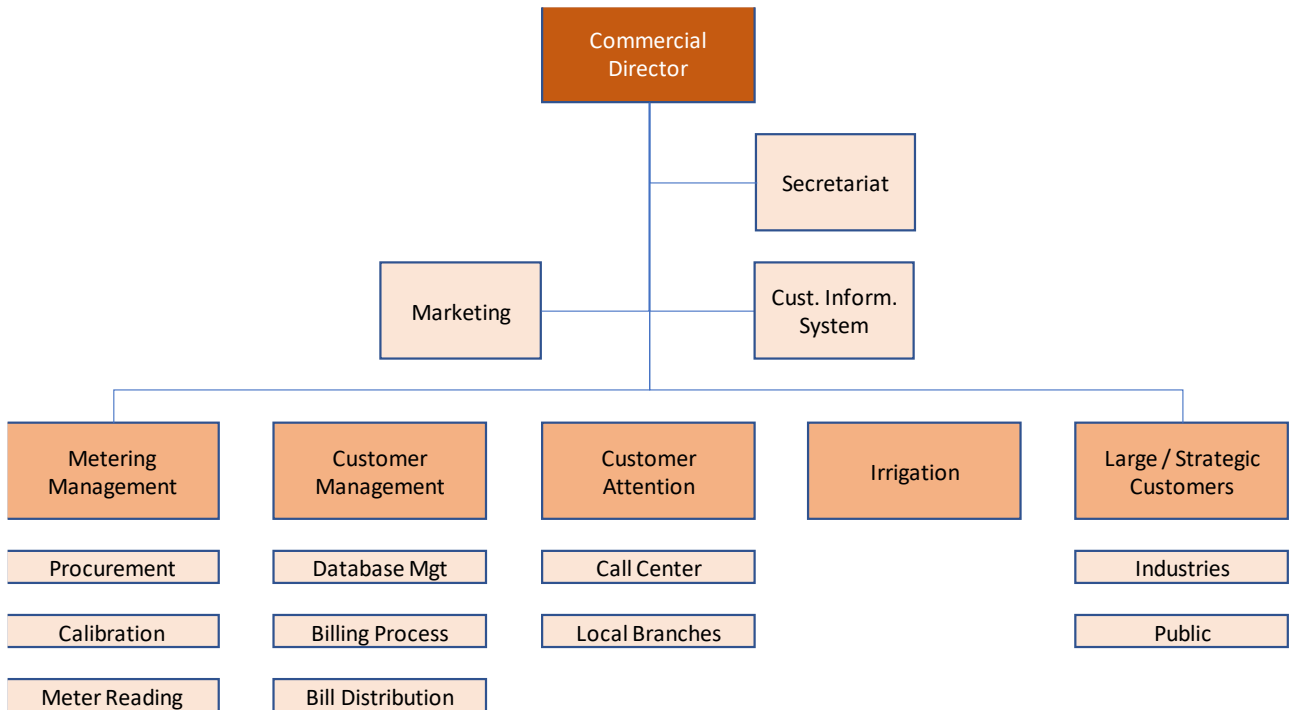 Commercial
Director
Secretariat
Marketing
Cust. Inform.
System
Metering
Management
Customer
Management
Customer
Attention
Irrigation
Large / Strategic
Customers
Procurement
Database Mgt
Call Center
Industries
Calibration
Billing Process
Local Branches
Public
Meter Reading
Bill Distribution